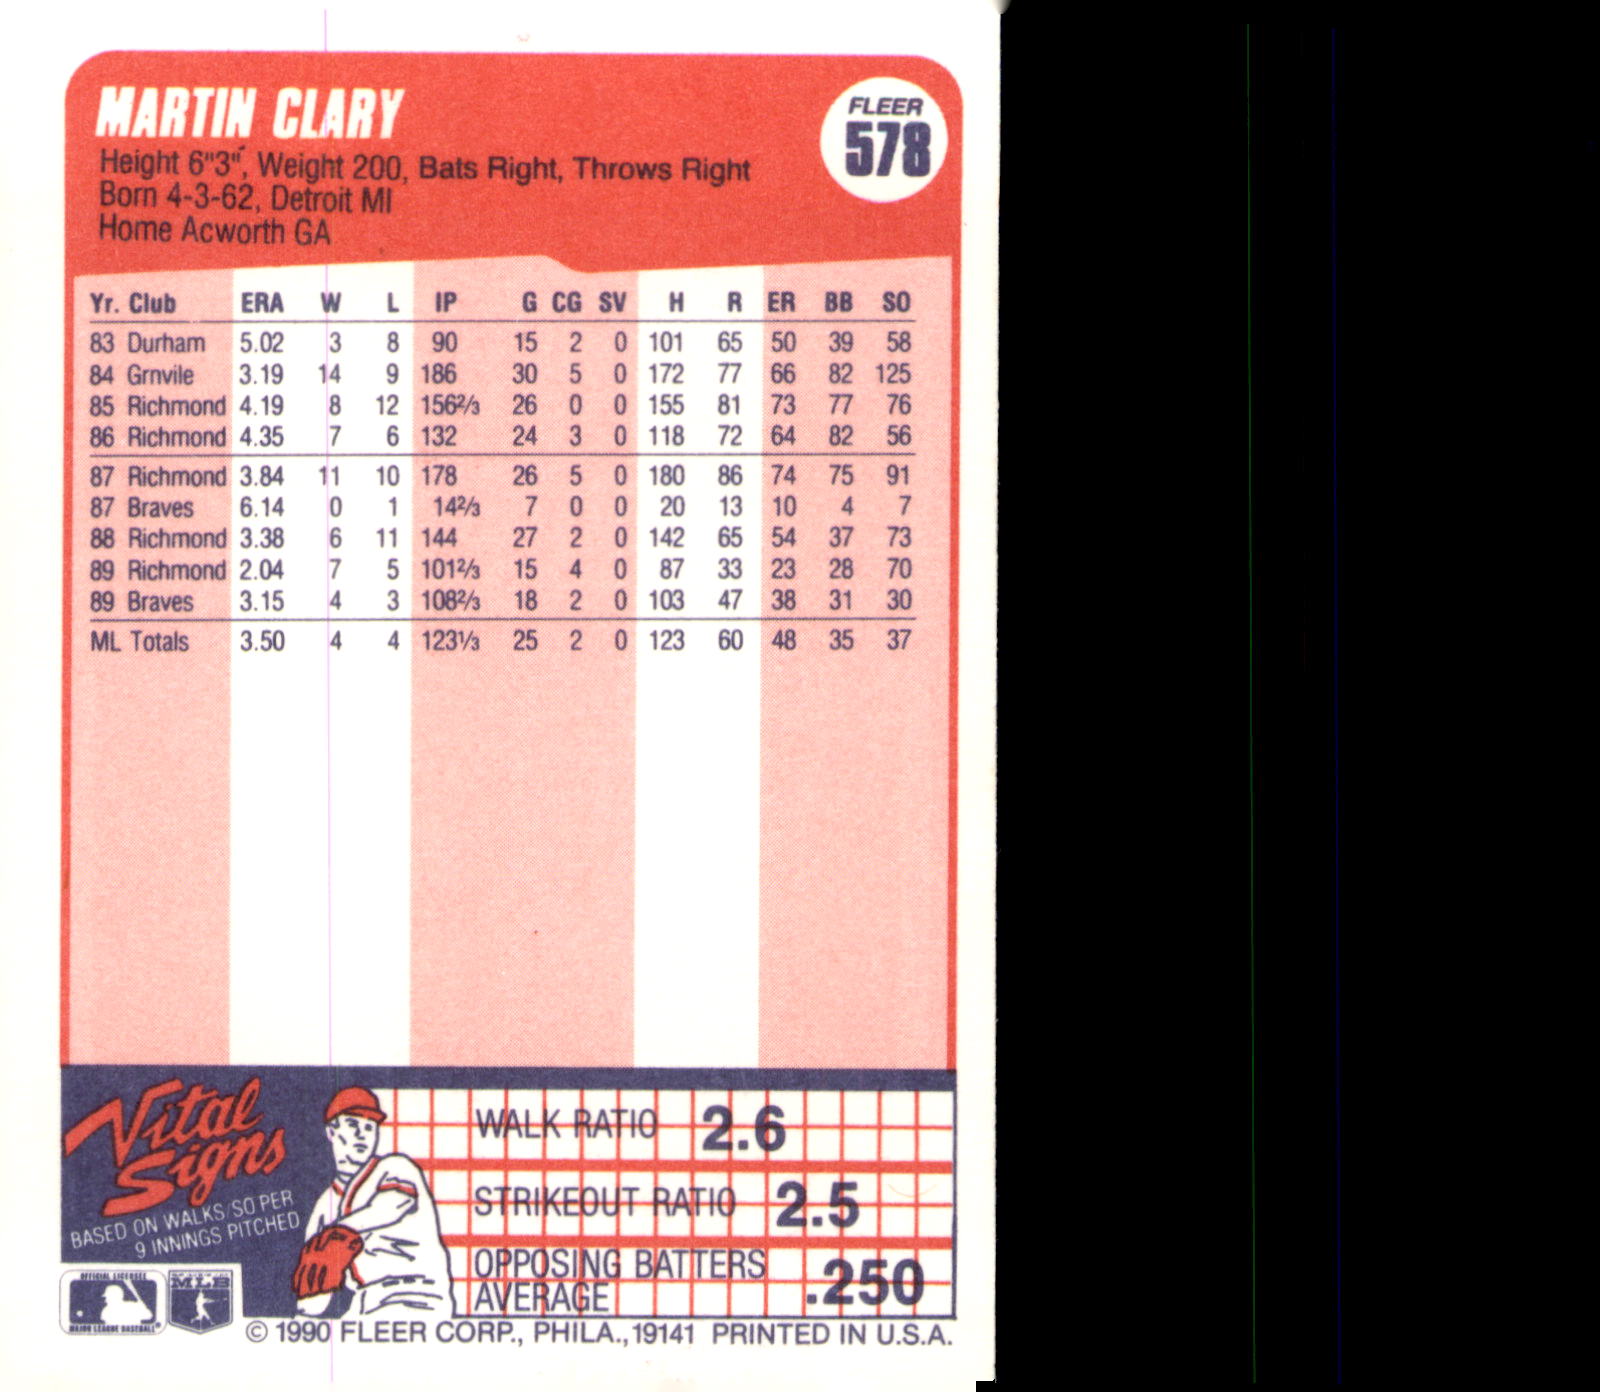 MARTIN CLARY
FLEER
578
Height 6"3", Weight 200, Bats Right, Throws Right
Born 4-3-62, Detroit MI
Home Acworth GA
Yr. Club ERA W L IP G CG SV H R ER BB SO
83 Durham 5.02 3 8 90 15 2 0 101 65 50 39 58
84 Grnvile 3.19 14 9 186 30 5 0 172 77 66 82 125
85 Richmond 4.19 8 12 156⅔ 26 0 0 155 81 73 77 76
86 Richmond 4.35 7 6 132 24 3 0 118 72 64 82 56
87 Richmond 3.84 11 10 178 26 5 0 180 86 74 75 91
87 Braves 6.14 0 1 14⅔ 7 0 0 20 13 10 4 7
88 Richmond 3.38 6 11 144 27 2 0 142 65 54 37 73
89 Richmond 2.04 7 5 101⅔ 15 4 0 87 33 23 28 70
89 Braves 3.15 4 3 108⅔ 18 2 0 103 47 38 31 30
ML Totals 3.50 4 4 123⅓ 25 2 0 123 60 48 35 37
Vital
Signs
BASED ON WALKS/SO PER
9 INNINGS PITCHED
WALK RATIO 2.6
STRIKEOUT RATIO 2.5
OPPOSING BATTERS
AVERAGE .250
OFFICIAL LICENSEE
MAJOR LEAGUE BASEBALL
MLB
© 1990 FLEER CORP., PHILA., 19141 PRINTED IN U.S.A.